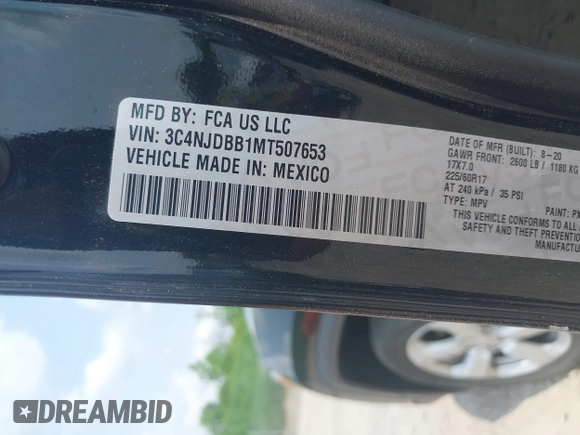 MFD BY: FCA US LLC
VIN: 3C4NJDBB1MT507653
VEHICLE MADE IN: MEXICO
DATE OF MFR (BUILT): 8-20
GAWR FRONT: 2600 LB / 1180 KG
17X7.0
225/60R17
AT 240 kPa / 35 PSI
TYPE: MPV
PAINT:
THIS VEHICLE CONFORMS TO ALL
SAFETY AND THEFT PREVENTION
DREAMBID